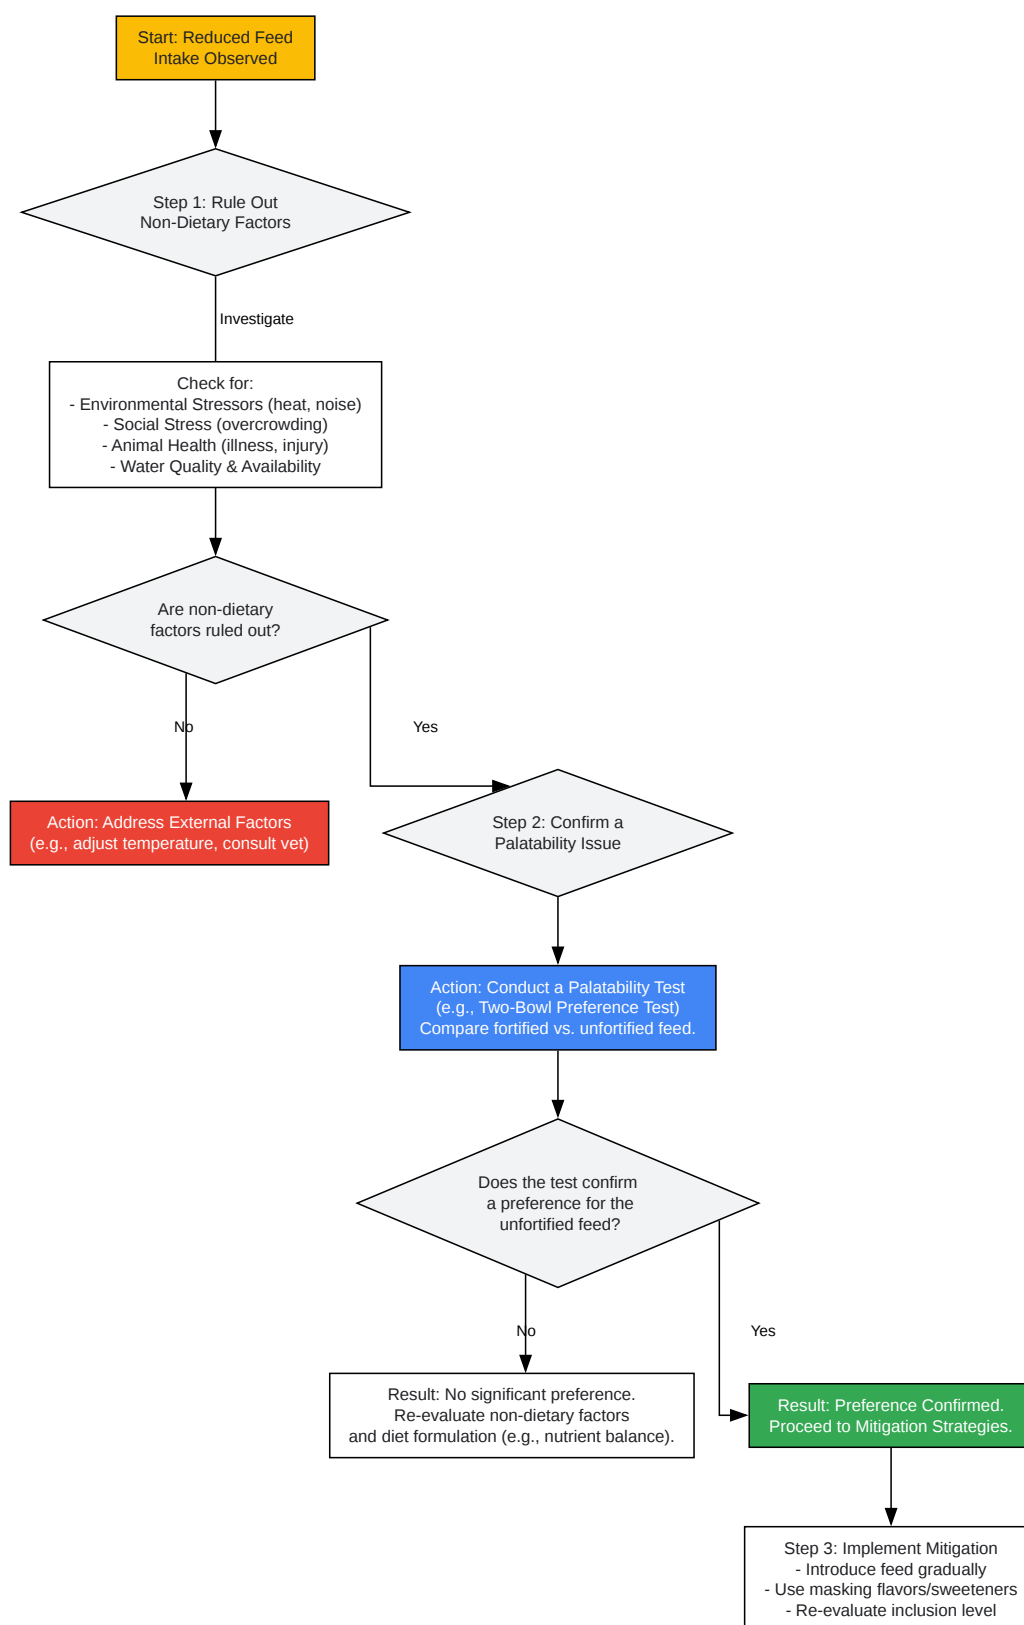 Start: Reduced Feed
Intake Observed
Step 1: Rule Out
Non-Dietary Factors
Investigate
Check for:
- Environmental Stressors (heat, noise)
- Social Stress (overcrowding)
- Animal Health (illness, injury)
- Water Quality & Availability
Are non-dietary
factors ruled out?
No
Yes
Action: Address External Factors
(e.g., adjust temperature, consult vet)
Step 2: Confirm a
Palatability Issue
Action: Conduct a Palatability Test
(e.g., Two-Bowl Preference Test)
Compare fortified vs. unfortified feed.
Does the test confirm
a preference for the
unfortified feed?
No
Yes
Result: No significant preference.
Re-evaluate non-dietary factors
and diet formulation (e.g., nutrient balance).
Result: Preference Confirmed.
Proceed to Mitigation Strategies.
Step 3: Implement Mitigation
- Introduce feed gradually
- Use masking flavors/sweeteners
- Re-evaluate inclusion level